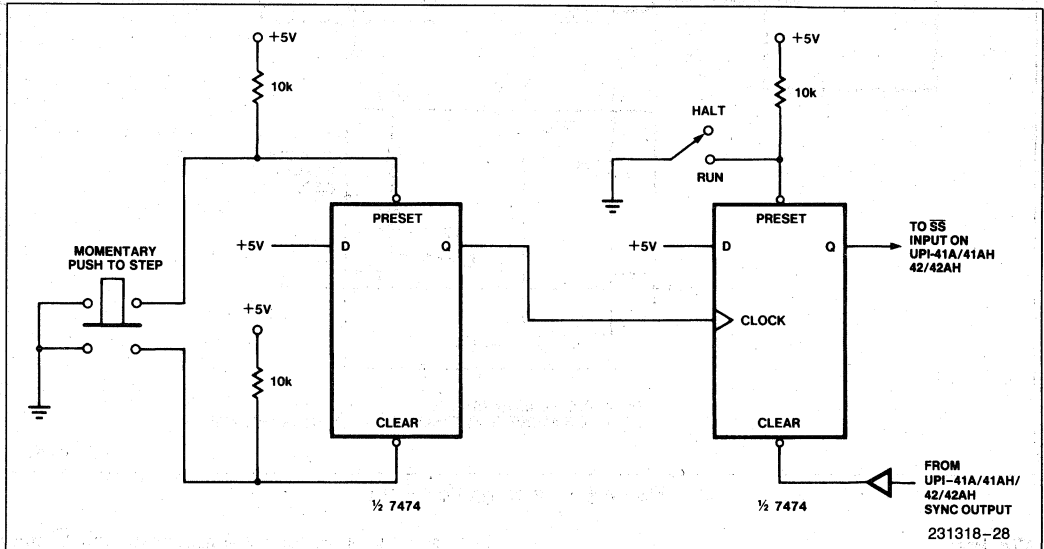 +5V
10k
+5V
10k
HALT
RUN
PRESET
+5V
D
Q
PRESET
+5V
D
Q
TO S̅S̅
INPUT ON
UPI-41A/41AH
42/42AH
MOMENTARY
PUSH TO STEP
+5V
10k
CLOCK
CLEAR
CLEAR
½ 7474
½ 7474
FROM
UPI-41A/41AH/
42/42AH
SYNC OUTPUT
231318-28